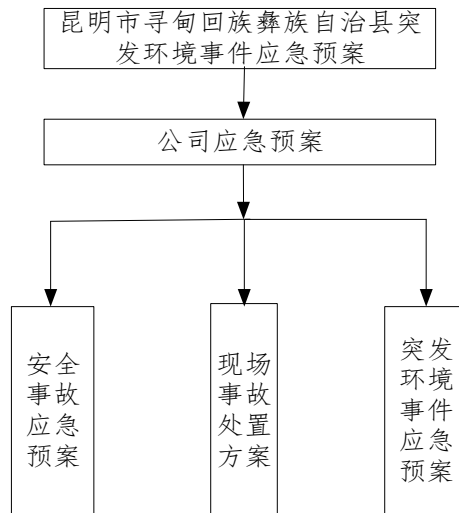 昆明市寻甸回族彝族自治县突
发环境事件应急预案
公司应急预案
安全
事故
应急
预案
现场
事故
处置
方案
突发
环境
事件
应急
预案